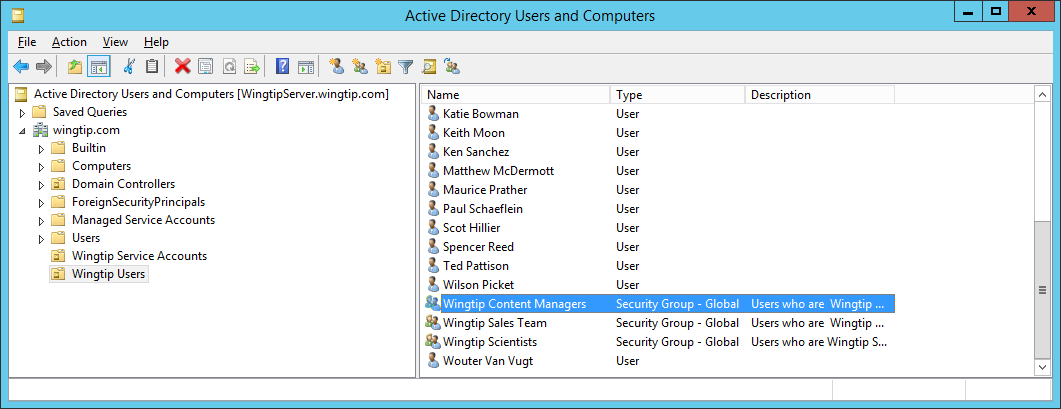 Active Directory Users and Computers
File Action View Help
Active Directory Users and Computers [WingtipServer.wingtip.com]
Saved Queries
wingtip.com
Builtin
Computers
Domain Controllers
ForeignSecurityPrincipals
Managed Service Accounts
Users
Wingtip Service Accounts
Wingtip Users
Name Type Description
Katie Bowman User
Keith Moon User
Ken Sanchez User
Matthew McDermott User
Maurice Prather User
Paul Schaeflein User
Scot Hillier User
Spencer Reed User
Ted Pattison User
Wilson Picket User
Wingtip Content Managers Security Group - Global Users who are Wingtip ...
Wingtip Sales Team Security Group - Global Users who are Wingtip ...
Wingtip Scientists Security Group - Global Users who are Wingtip S...
Wouter Van Vugt User